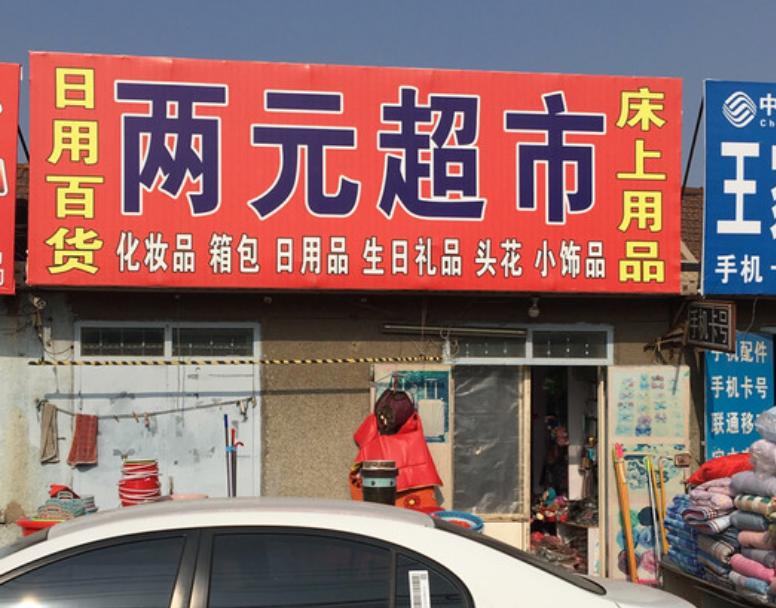 日用百货
两元超市
床上用品
化妆品 箱包 日用品 生日礼品 头花 小饰品
中
王
手机
手机卡号
手机配件
手机卡号
联通移